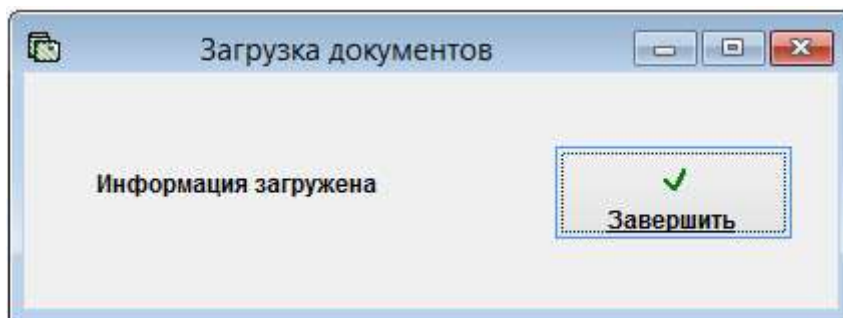 Загрузка документов
Информация загружена
Завершить